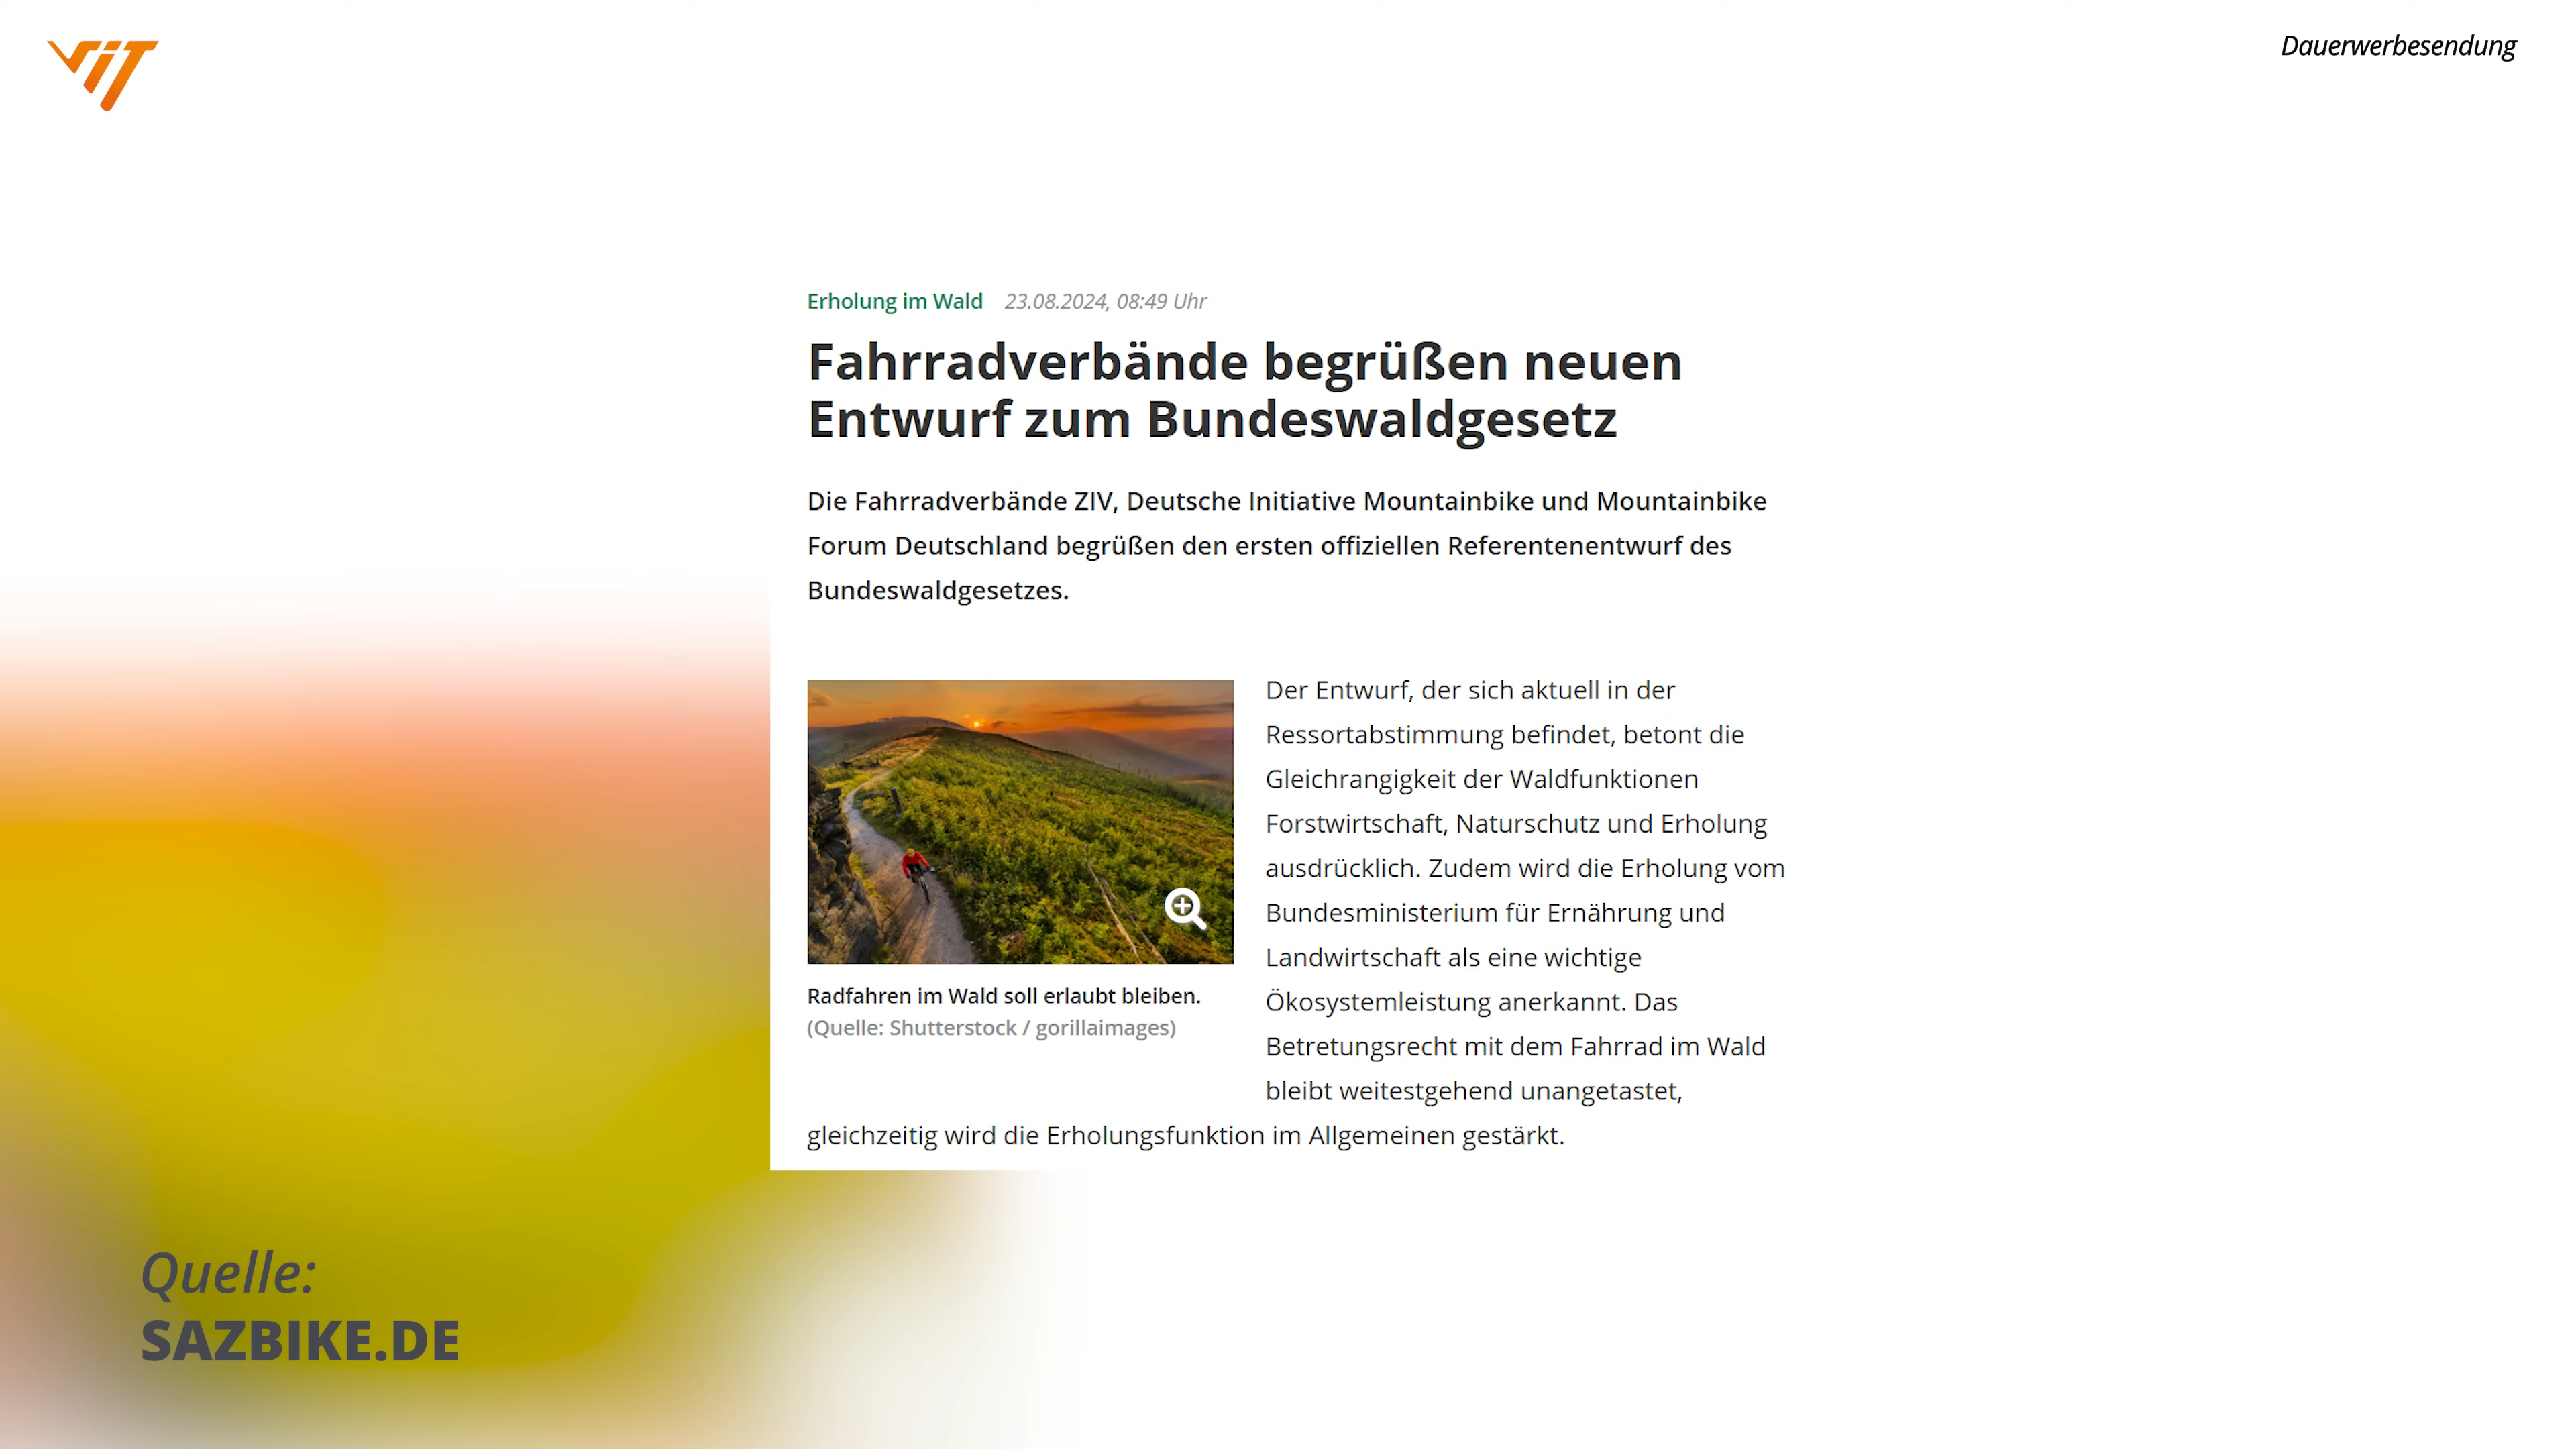 ViT
Dauerwerbesendung
Erholung im Wald 23.08.2024, 08:49 Uhr
Fahrradverbände begrüßen neuen
Entwurf zum Bundeswaldgesetz
Die Fahrradverbände ZIV, Deutsche Initiative Mountainbike und Mountainbike
Forum Deutschland begrüßen den ersten offiziellen Referentenentwurf des
Bundeswaldgesetzes.
Der Entwurf, der sich aktuell in der
Ressortabstimmung befindet, betont die
Gleichrangigkeit der Waldfunktionen
Forstwirtschaft, Naturschutz und Erholung
ausdrücklich. Zudem wird die Erholung vom
Bundesministerium für Ernährung und
Landwirtschaft als eine wichtige
Ökosystemleistung anerkannt. Das
Betretungsrecht mit dem Fahrrad im Wald
bleibt weitestgehend unangetastet,
gleichzeitig wird die Erholungsfunktion im Allgemeinen gestärkt.
Radfahren im Wald soll erlaubt bleiben.
(Quelle: Shutterstock / gorillaimages)
Quelle:
SAZBIKE.DE